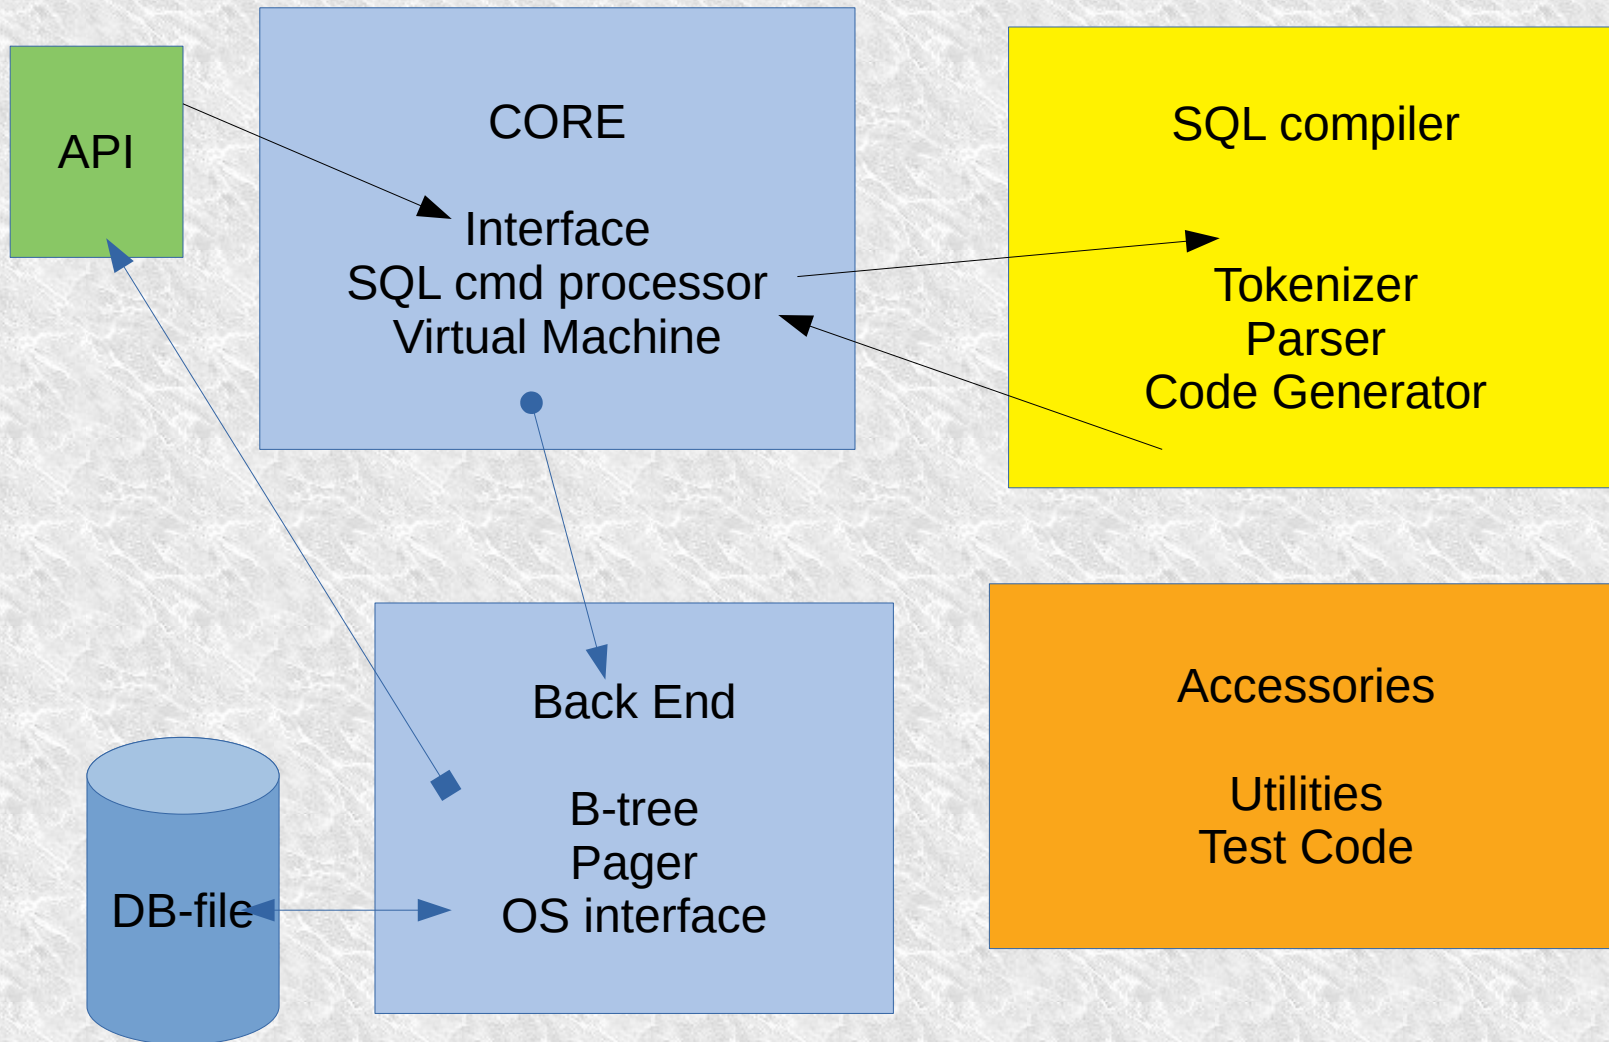 API
CORE
Interface
SQL cmd processor
Virtual Machine
SQL compiler
Tokenizer
Parser
Code Generator
Back End
B-tree
Pager
OS interface
DB-file
Accessories
Utilities
Test Code